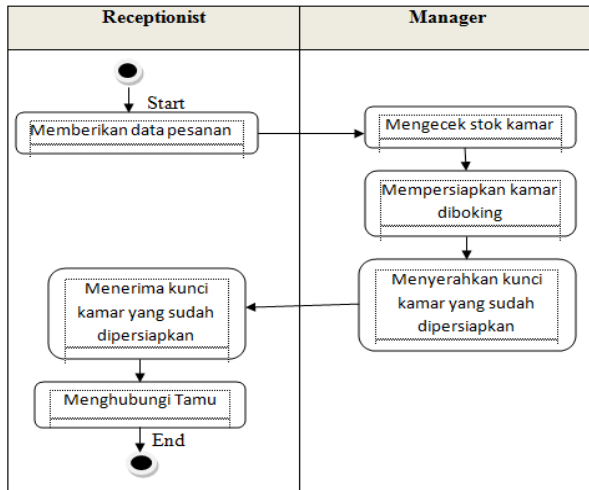 Receptionist
Manager
Start
Memberikan data pesanan
Mengecek stok kamar
Mempersiapkan kamar
diboking
Menyerahkan kunci
kamar yang sudah
dipersiapkan
Menerima kunci
kamar yang sudah
dipersiapkan
Menghubungi Tamu
End